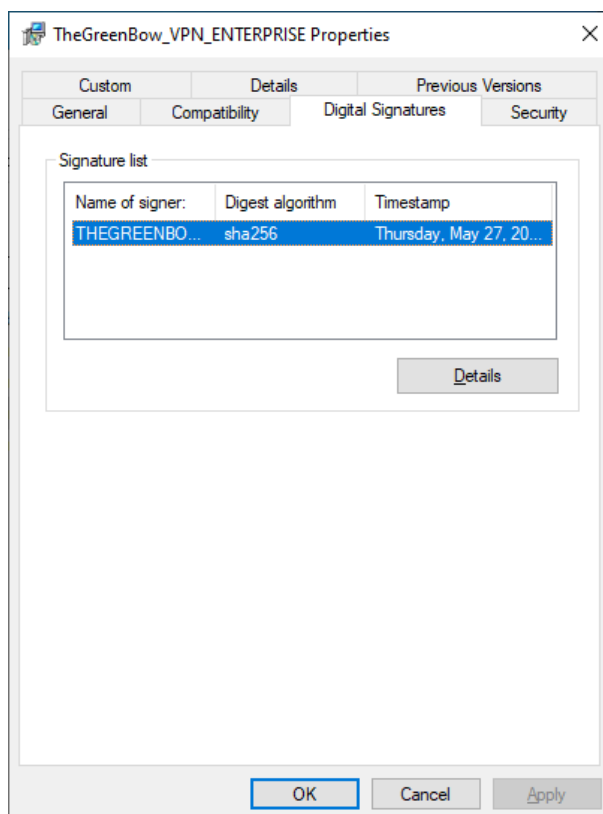 TheGreenBow_VPN_ENTERPRISE Properties
Custom Details Previous Versions
General Compatibility Digital Signatures Security
Signature list
Name of signer: Digest algorithm Timestamp
THEGREENBO... sha256 Thursday, May 27, 20...
Details
OK Cancel Apply